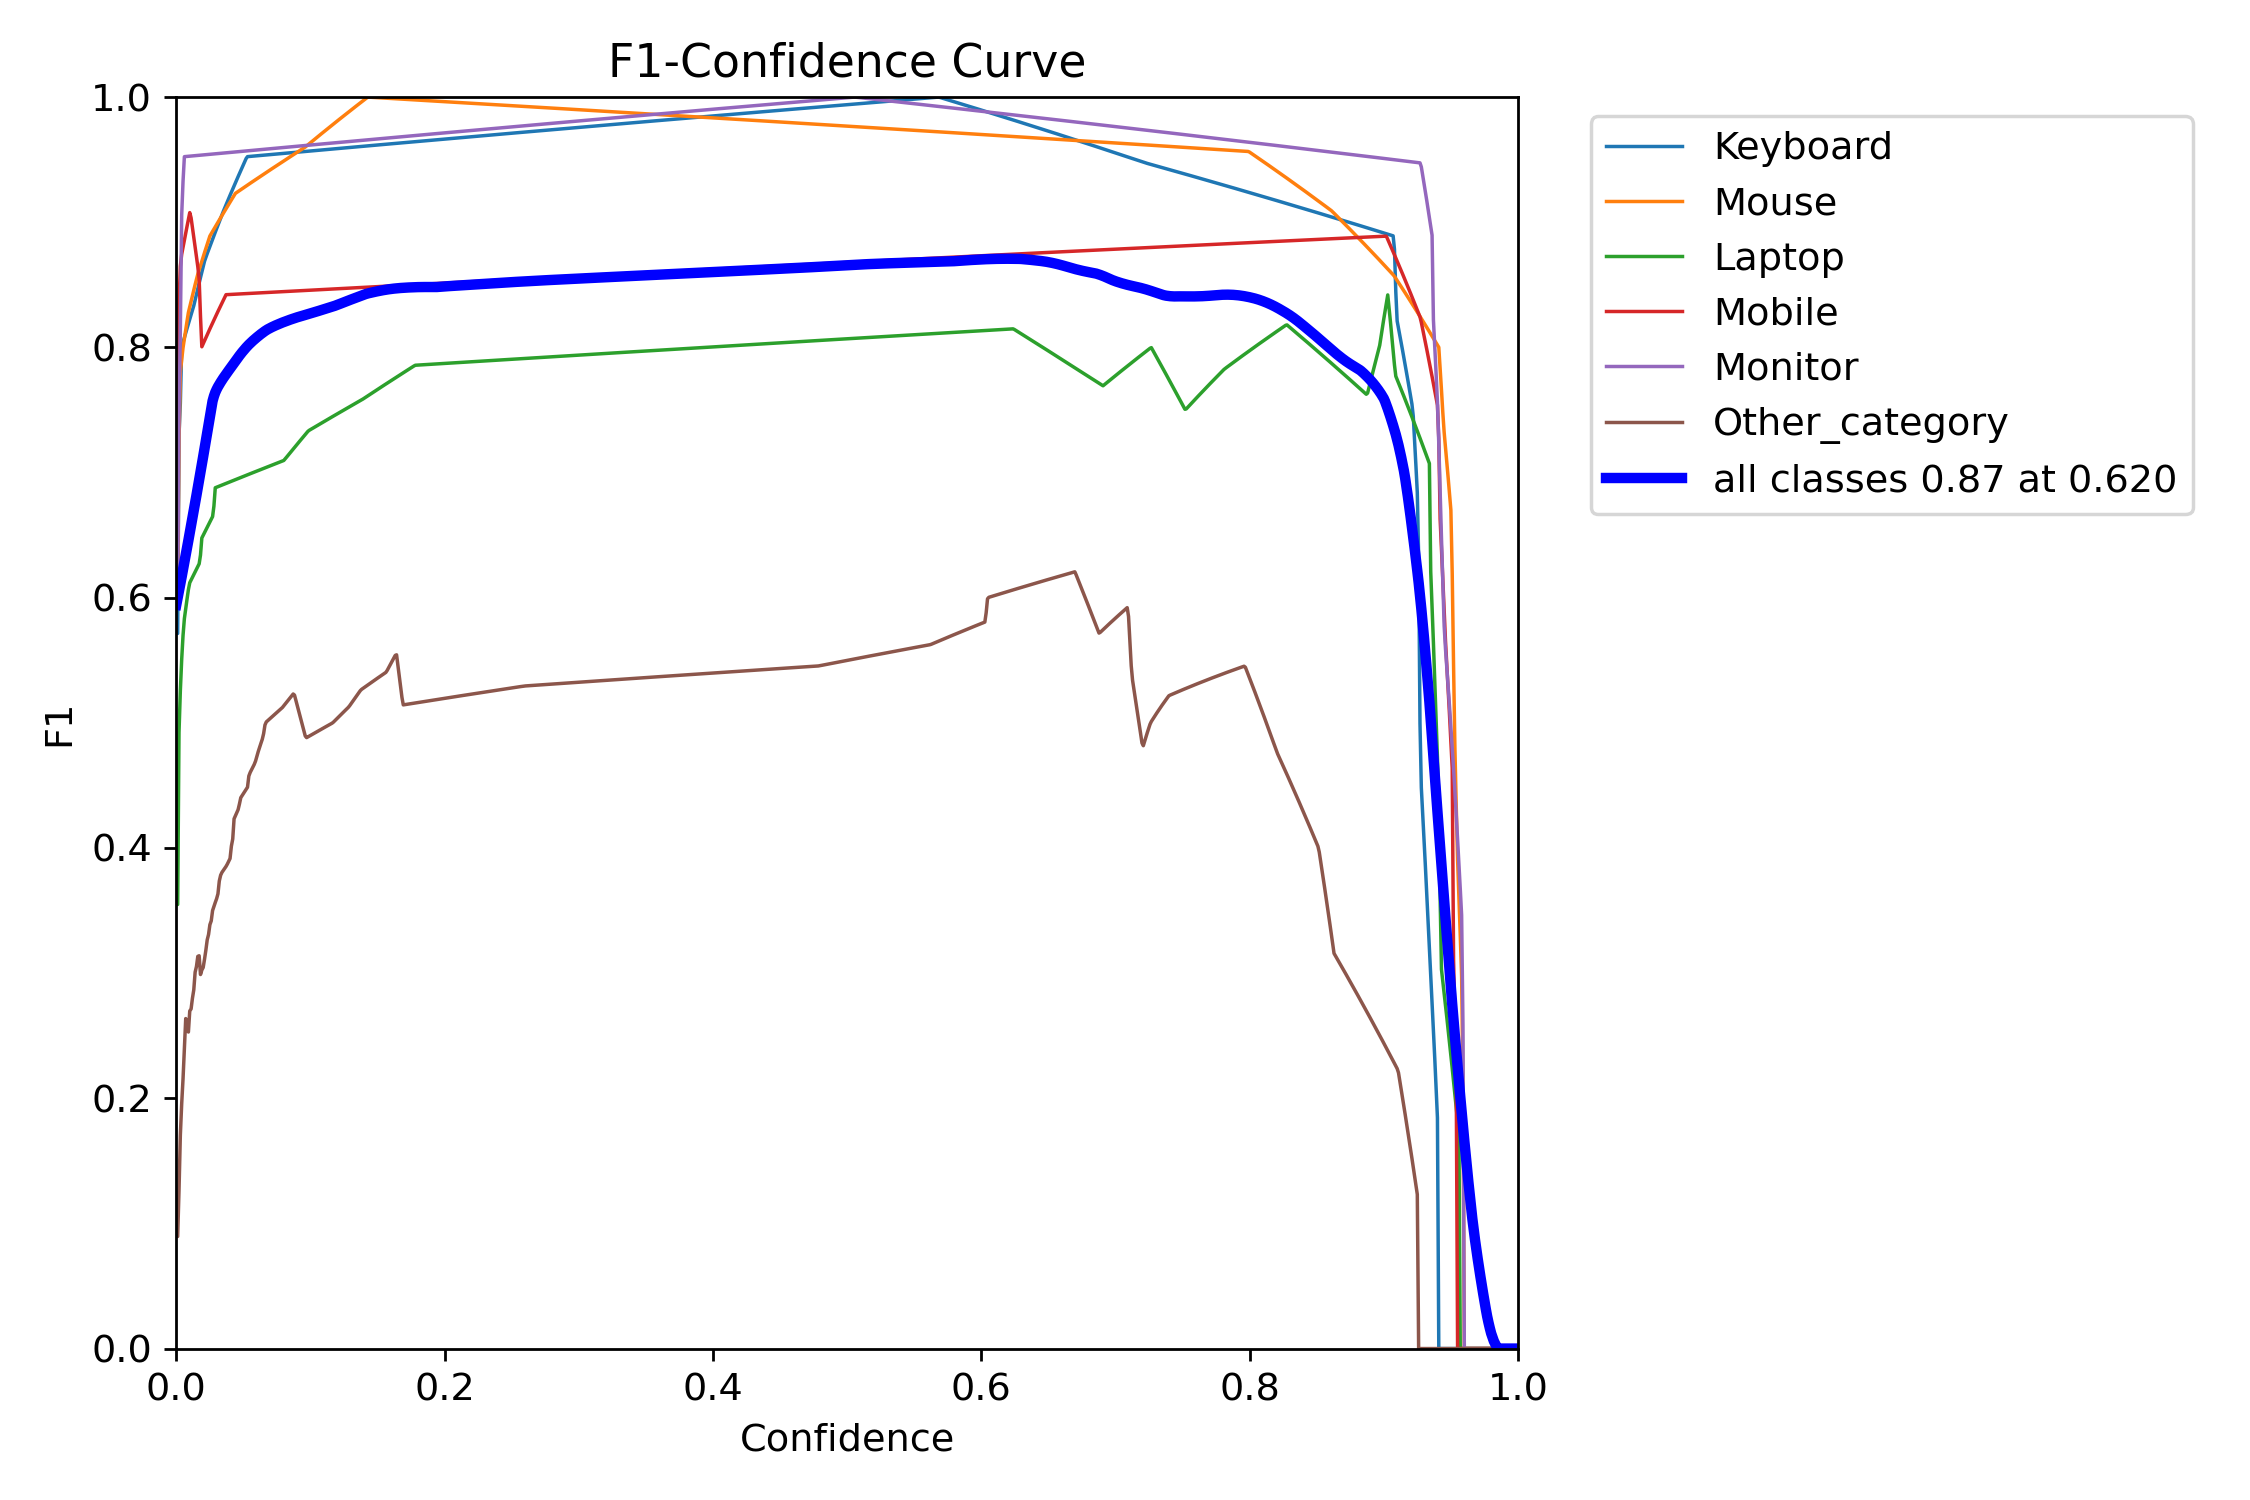 F1-Confidence Curve
1.0
0.8
0.6
0.4
0.2
0.0
F1
0.0 0.2 0.4 0.6 0.8 1.0
Confidence
Keyboard
Mouse
Laptop
Mobile
Monitor
Other_category
all classes 0.87 at 0.620